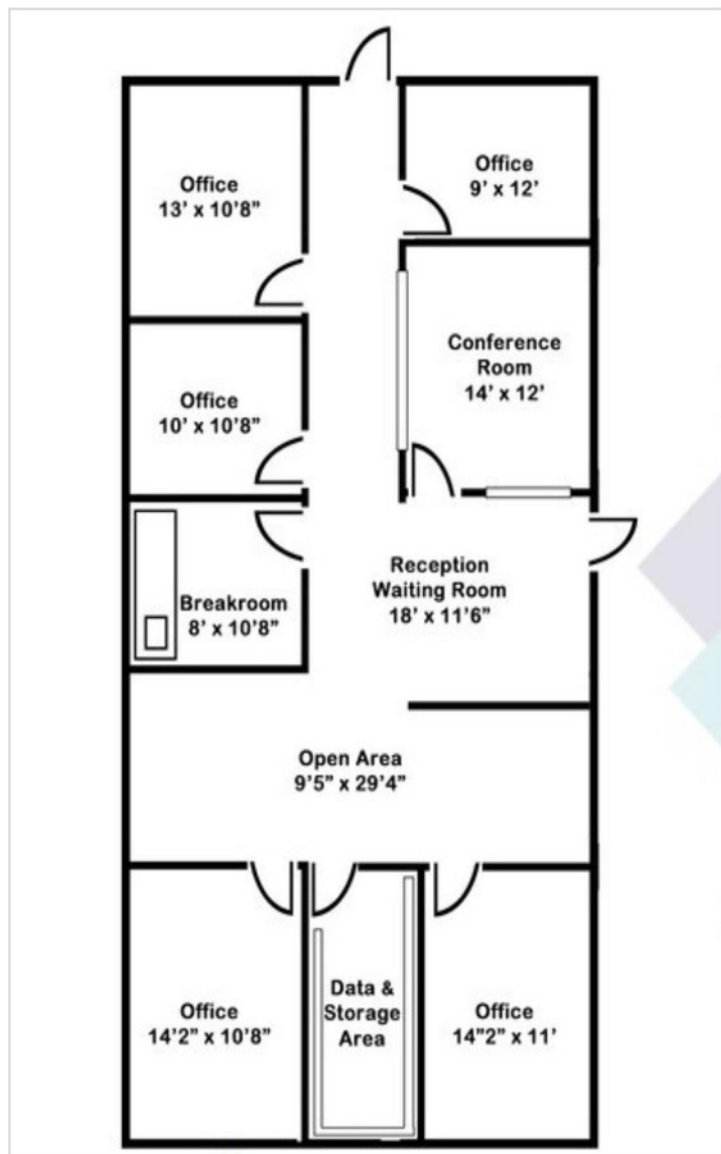 Office
13’ x 10’8”
Office
9’ x 12’
Conference
Room
14’ x 12’
Office
10’ x 10’8”
Breakroom
8’ x 10’8”
Reception
Waiting Room
18’ x 11’6”
Open Area
9’5” x 29’4”
Office
14’2” x 10’8”
Data &
Storage
Area
Office
14”2” x 11’